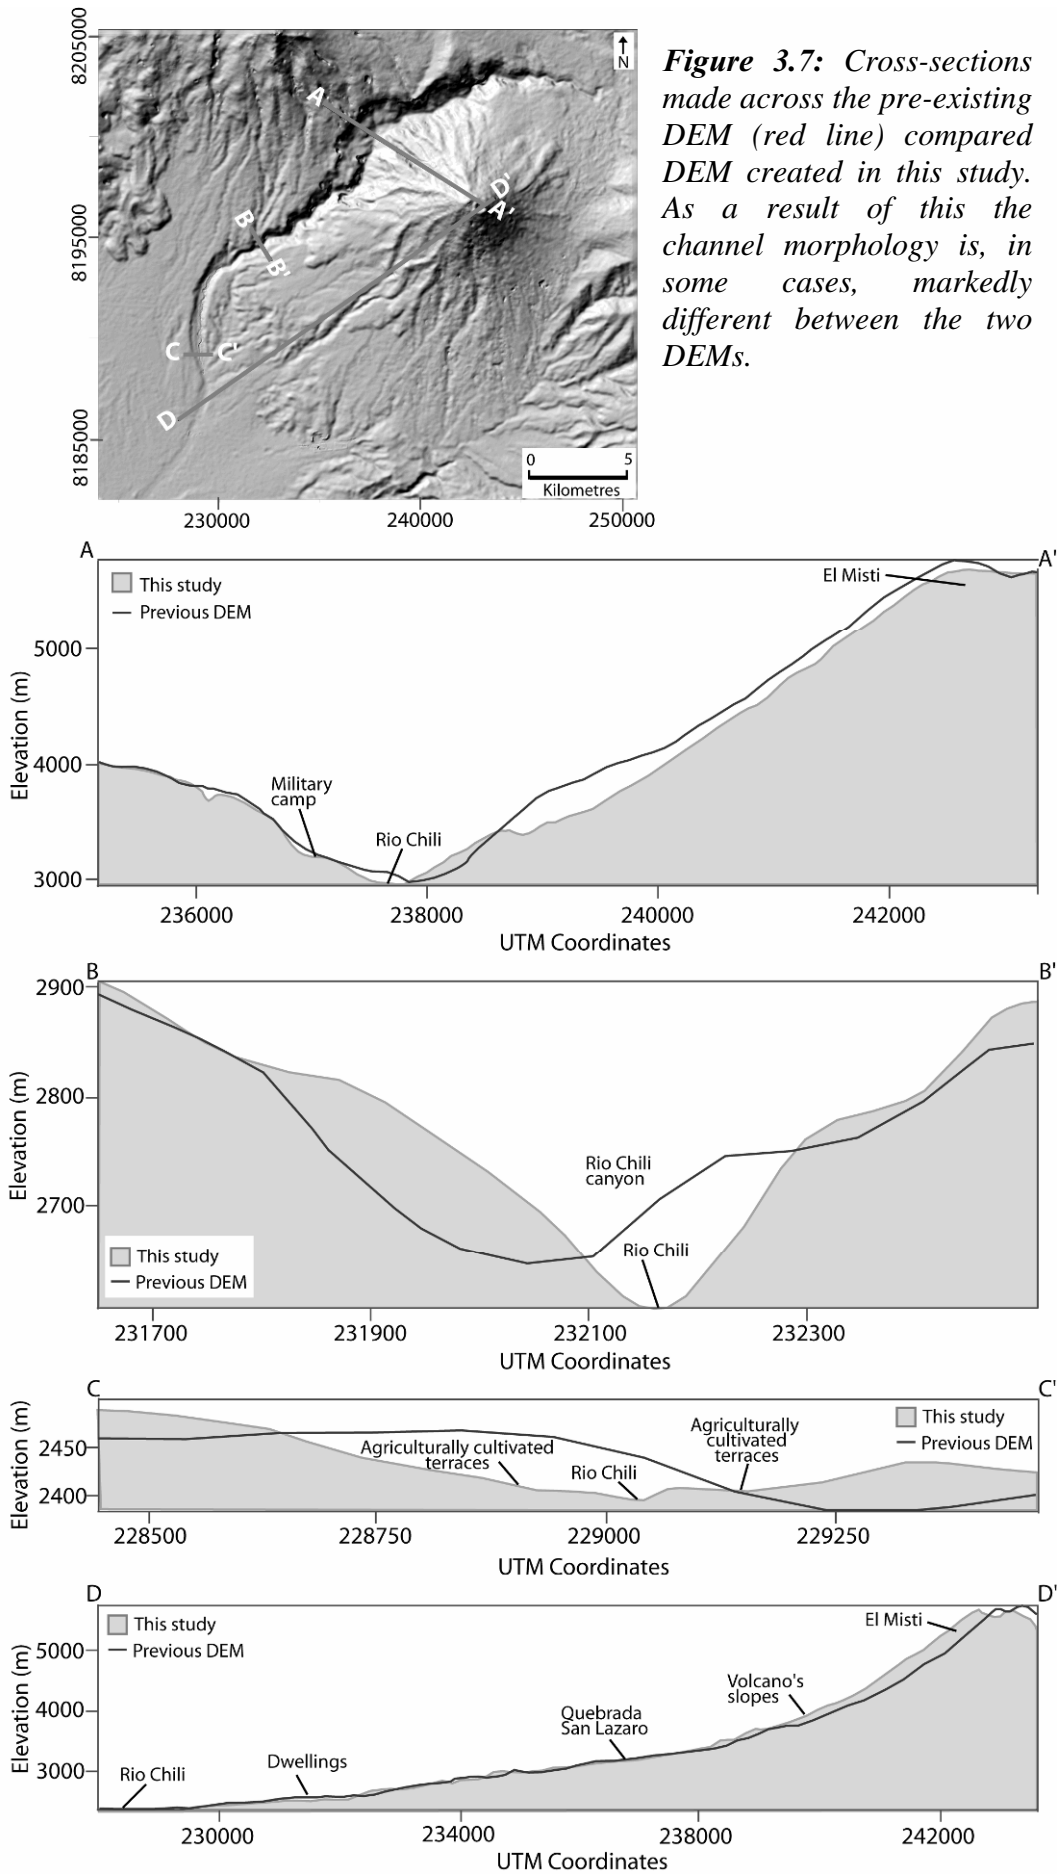 8205000
N
A
D'
A'
B
B'
8195000
C
C'
D
8185000
0 5
Kilometres
230000 240000 250000
Figure 3.7: Cross-sections
made across the pre-existing
DEM (red line) compared
DEM created in this study.
As a result of this the
channel morphology is, in
some cases, markedly
different between the two
DEMs.
A A'
This study
Previous DEM
El Misti
Military
camp
Rio Chili
Elevation (m)
5000
4000
3000
236000 238000 240000 242000
UTM Coordinates
B B'
2900
2800
2700
Elevation (m)
Rio Chili
canyon
Rio Chili
This study
Previous DEM
231700 231900 232100 232300
UTM Coordinates
C C'
Elevation (m)
2450
2400
Agriculturally cultivated
terraces
Rio Chili
Agriculturally
cultivated
terraces
This study
Previous DEM
228500 228750 229000 229250
UTM Coordinates
D D'
This study
Previous DEM
El Misti
Volcano's
slopes
Quebrada
San Lazaro
Dwellings
Rio Chili
Elevation (m)
5000
4000
3000
230000 234000 238000 242000
UTM Coordinates